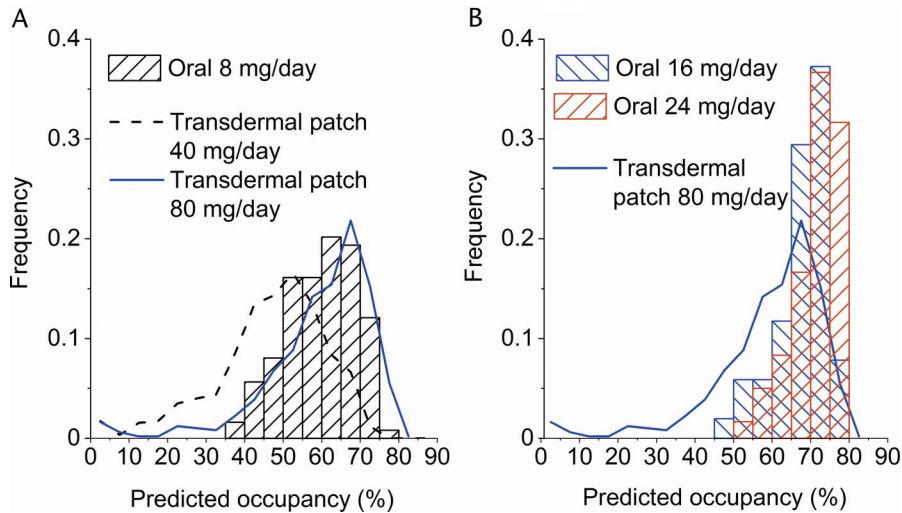 A
0.4
0.3
0.2
0.1
0
Frequency
Oral 8 mg/day
Transdermal patch
40 mg/day
Transdermal patch
80 mg/day
0 10 20 30 40 50 60 70 80 90
Predicted occupancy (%)
B
0.4
0.3
0.2
0.1
0
Frequency
Oral 16 mg/day
Oral 24 mg/day
Transdermal
patch 80 mg/day
0 10 20 30 40 50 60 70 80 90
Predicted occupancy (%)